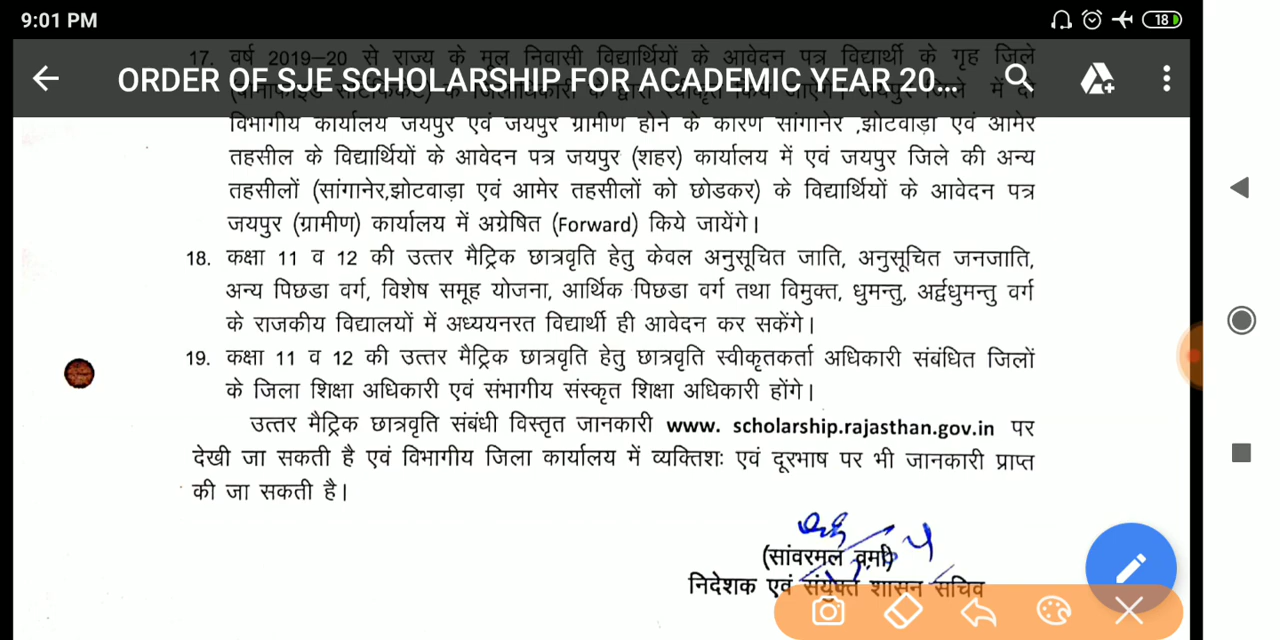 9:01 PM
18
17. वर्ष 2019-20 से राज्य के मूल निवासी विद्यार्थियों के आवेदन पत्र विद्यार्थी के गृह जिले
ORDER OF SJE SCHOLARSHIP FOR ACADEMIC YEAR 20...
विभागीय कार्यालय जयपुर एवं जयपुर ग्रामीण होने के कारण सांगानेर ,झोटवाड़ा एवं आमेर
तहसील के विद्यार्थियों के आवेदन पत्र जयपुर (शहर) कार्यालय में एवं जयपुर जिले की अन्य
तहसीलों (सांगानेर,झोटवाड़ा एवं आमेर तहसीलों को छोडकर) के विद्यार्थियों के आवेदन पत्र
जयपुर (ग्रामीण) कार्यालय में अग्रेषित (Forward) किये जायेंगे।
18. कक्षा 11 व 12 की उत्तर मैट्रिक छात्रवृति हेतु केवल अनुसूचित जाति, अनुसूचित जनजाति,
अन्य पिछडा वर्ग, विशेष समूह योजना, आर्थिक पिछडा वर्ग तथा विमुक्त, धुमन्तु, अर्द्वधुमन्तु वर्ग
के राजकीय विद्यालयों में अध्ययनरत विद्यार्थी ही आवेदन कर सकेंगे।
19. कक्षा 11 व 12 की उत्तर मैट्रिक छात्रवृति हेतु छात्रवृति स्वीकृतकर्ता अधिकारी संबंधित जिलों
के जिला शिक्षा अधिकारी एवं संभागीय संस्कृत शिक्षा अधिकारी होंगे।
उत्तर मैट्रिक छात्रवृति संबंधी विस्तृत जानकारी www. scholarship.rajasthan.gov.in पर
देखी जा सकती है एवं विभागीय जिला कार्यालय में व्यक्तिशः एवं दूरभाष पर भी जानकारी प्राप्त
की जा सकती है।
(सांवरमल वर्मा)
निदेशक एवं संयुक्त शासन सचिव